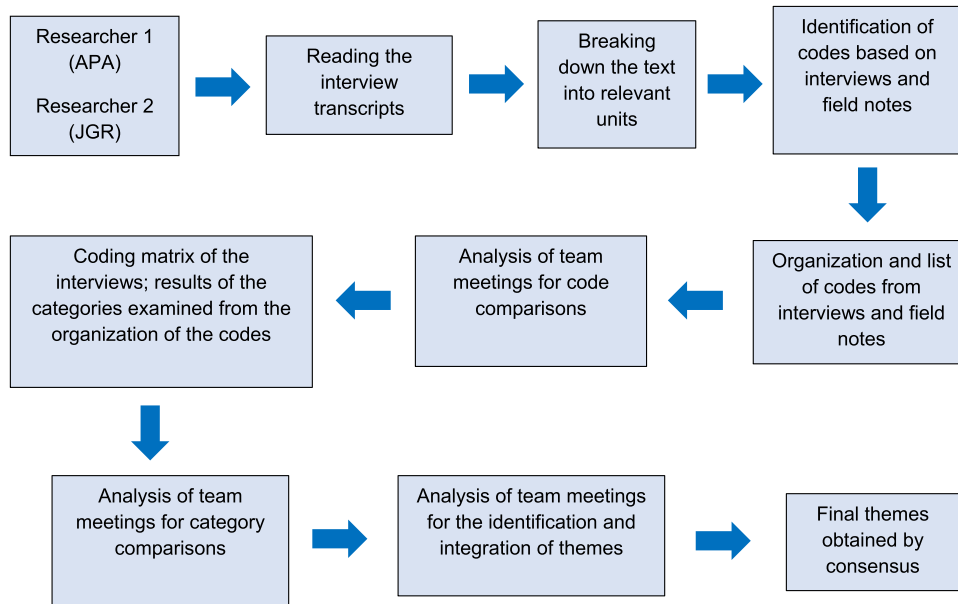 Researcher 1
(APA)
Researcher 2
(JGR)
Reading the
interview
transcripts
Breaking
down the text
into relevant
units
Identification of
codes based on
interviews and
field notes
Organization and list
of codes from
interviews and field
notes
Analysis of team
meetings for code
comparisons
Coding matrix of the
interviews; results of the
categories examined from the
organization of the codes
Analysis of team
meetings for category
comparisons
Analysis of team meetings
for the identification and
integration of themes
Final themes
obtained by
consensus